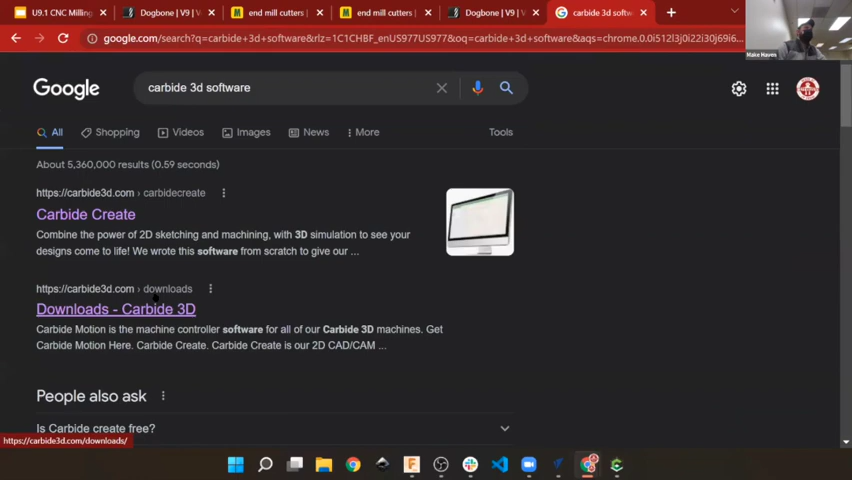 U9.1 CNC Milling
Dogbone | V9 | V
end mill cutters |
end mill cutters |
Dogbone | V9 | V
carbide 3d softw
google.com/search?q=carbide+3d+software&rlz=1C1CHBF_enUS977US977&oq=carbide+3d+software&aqs=chrome.0.0i512l3j0i22i30j69i6...
Make Haven
Google
carbide 3d software
All
Shopping
Videos
Images
News
More
Tools
About 5,360,000 results (0.59 seconds)
https://carbide3d.com › carbidecreate
Carbide Create
Combine the power of 2D sketching and machining, with 3D simulation to see your
designs come to life! We wrote this software from scratch to give our ...
https://carbide3d.com › downloads
Downloads - Carbide 3D
Carbide Motion is the machine controller software for all of our Carbide 3D machines. Get
Carbide Motion Here. Carbide Create. Carbide Create is our 2D CAD/CAM ...
People also ask
Is Carbide create free?
https://carbide3d.com/downloads/